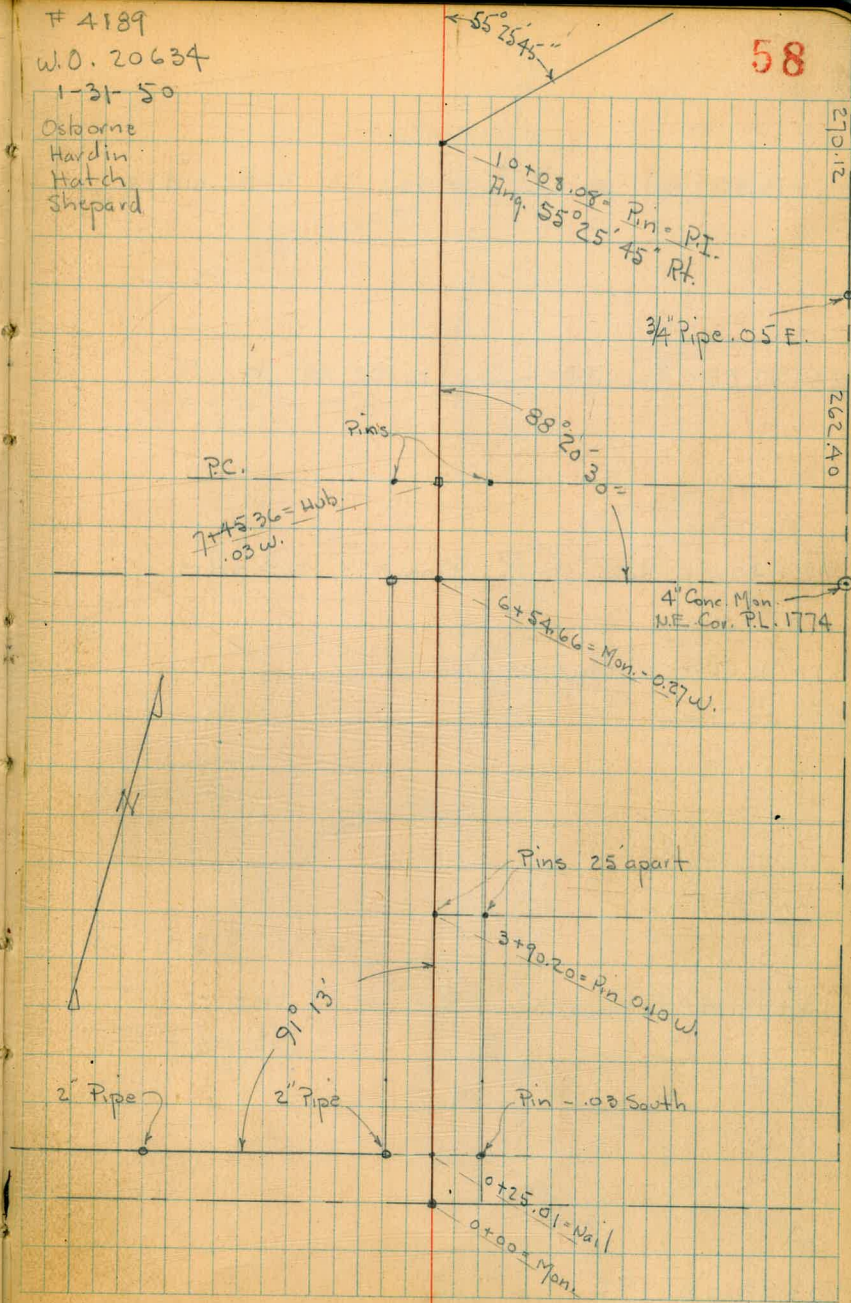 # 4189
W.O. 20634
1-31-50
Osborne
Hardin
Hatch
Shepard
58
55° 25' 45"
270.12
10+08.08 = Pin = P.I.
Ang. 55° 25' 45" Rt.
3/4" Pipe .05 E.
262.40
88° 20' 30"
Pins
P.C.
7+45.36 = Hub.
.03 W.
4" Conc. Mon.
N.E. Cor. P.L. 1774
6+54.66 = Mon. - 0.27 W.
N
Pins 25' apart
3+90.20 = Pin 0.10 W.
91° 13'
2" Pipe
2" Pipe
Pin - .03 South
0+25.01 = Nail
0+00 = Mon.